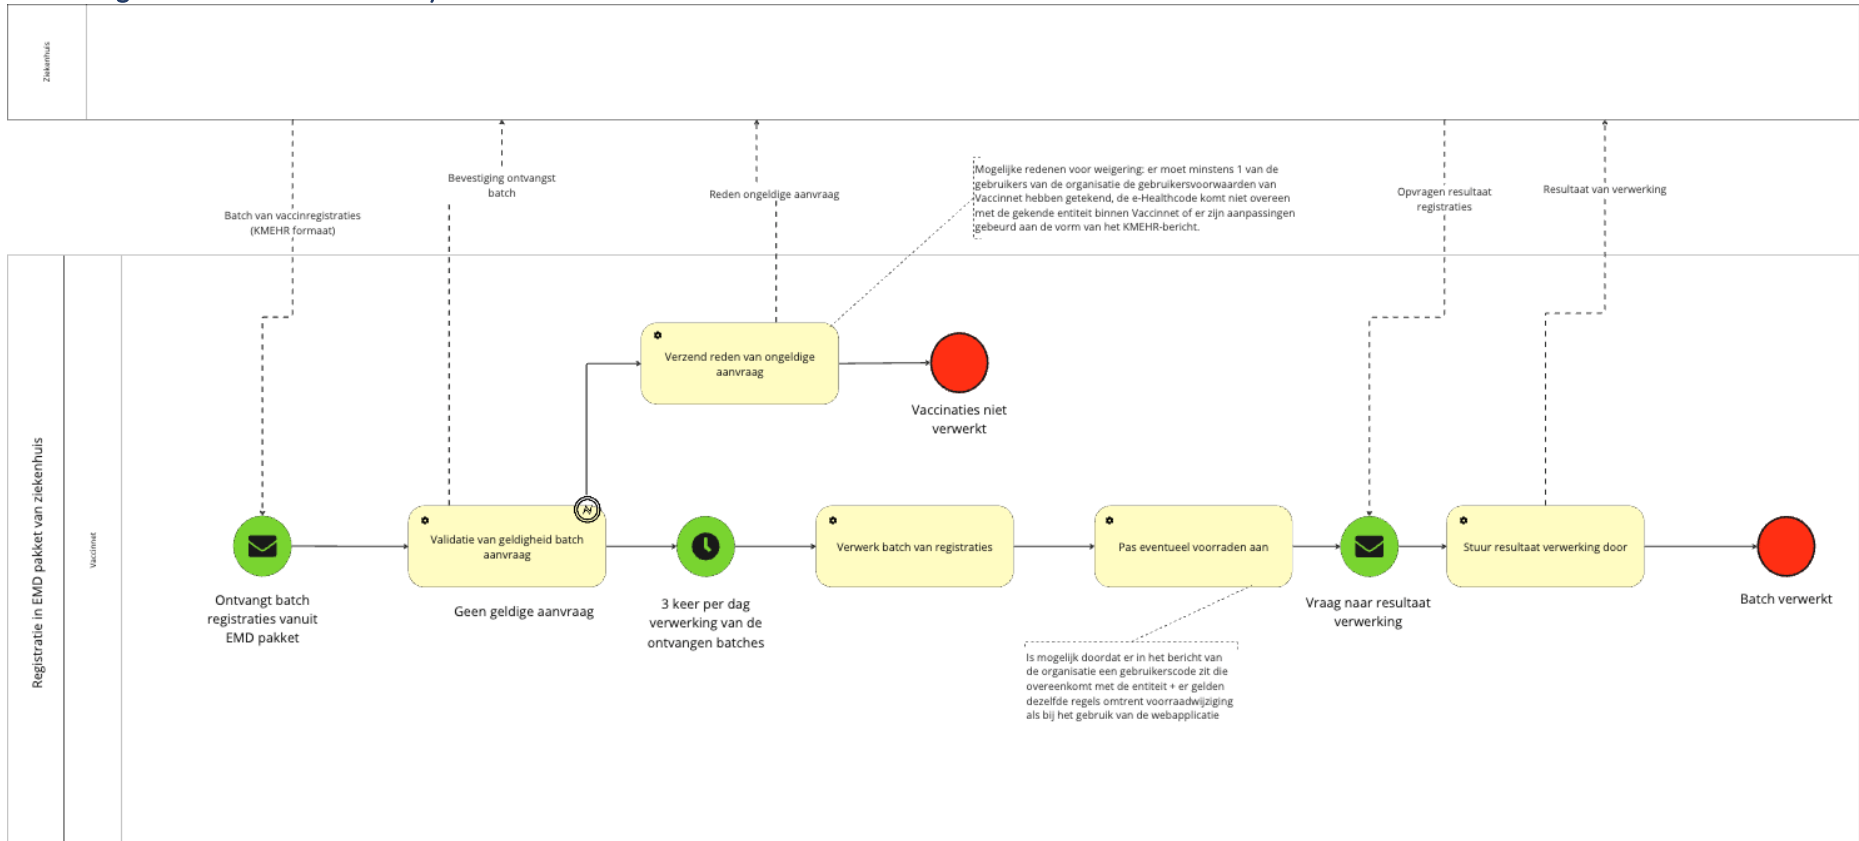 Ziekenhuis
Bevestiging ontvangst
batch
Reden ongeldige aanvraag
Mogelijke redenen voor weigering: er moet minstens 1 van de
gebruikers van de organisatie de gebruikersvoorwaarden van
Vaccinnet hebben getekend, de e-Healthcode komt niet overeen
met de gekende entiteit binnen Vaccinnet of er zijn aanpassingen
gebeurd aan de vorm van het KMEHR-bericht.
Opvragen resultaat
registraties
Resultaat van verwerking
Batch van vaccinregistraties
(KMEHR formaat)
Verzend reden van ongeldige
aanvraag
Vaccinaties niet
verwerkt
Registratie in EMD pakket van ziekenhuis
Vaccinnet
Ontvangt batch
registraties vanuit
EMD pakket
Validatie van geldigheid batch
aanvraag
Geen geldige aanvraag
3 keer per dag
verwerking van de
ontvangen batches
Verwerk batch van registraties
Pas eventueel voorraden aan
Is mogelijk doordat er in het bericht van
de organisatie een gebruikerscode zit die
overeenkomt met de entiteit + er gelden
dezelfde regels omtrent voorraadwijziging
als bij het gebruik van de webapplicatie
Vraag naar resultaat
verwerking
Stuur resultaat verwerking door
Batch verwerkt